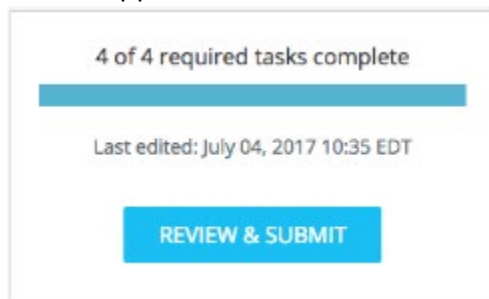 4 of 4 required tasks complete
Last edited: July 04, 2017 10:35 EDT
REVIEW & SUBMIT